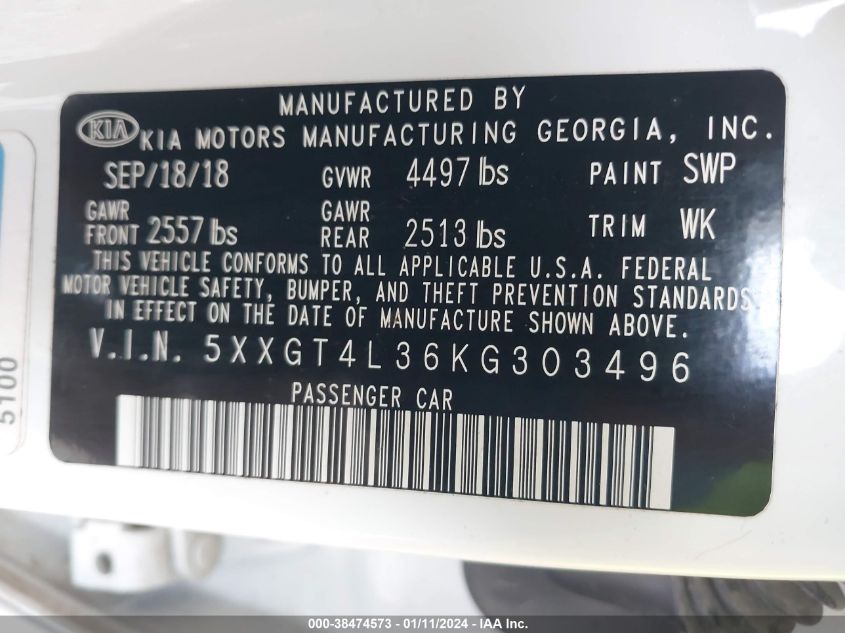 MANUFACTURED BY
KIA KIA MOTORS MANUFACTURING GEORGIA, INC.
SEP/18/18 GVWR 4497 lbs PAINT SWP
GAWR FRONT 2557 lbs GAWR REAR 2513 lbs TRIM WK
THIS VEHICLE CONFORMS TO ALL APPLICABLE U.S.A. FEDERAL
MOTOR VEHICLE SAFETY, BUMPER, AND THEFT PREVENTION STANDARDS
IN EFFECT ON THE DATE OF MANUFACTURE SHOWN ABOVE.
V.I.N. 5XXGT4L36KG303496
PASSENGER CAR
5100
000-38474573 - 01/11/2024 - IAA Inc.